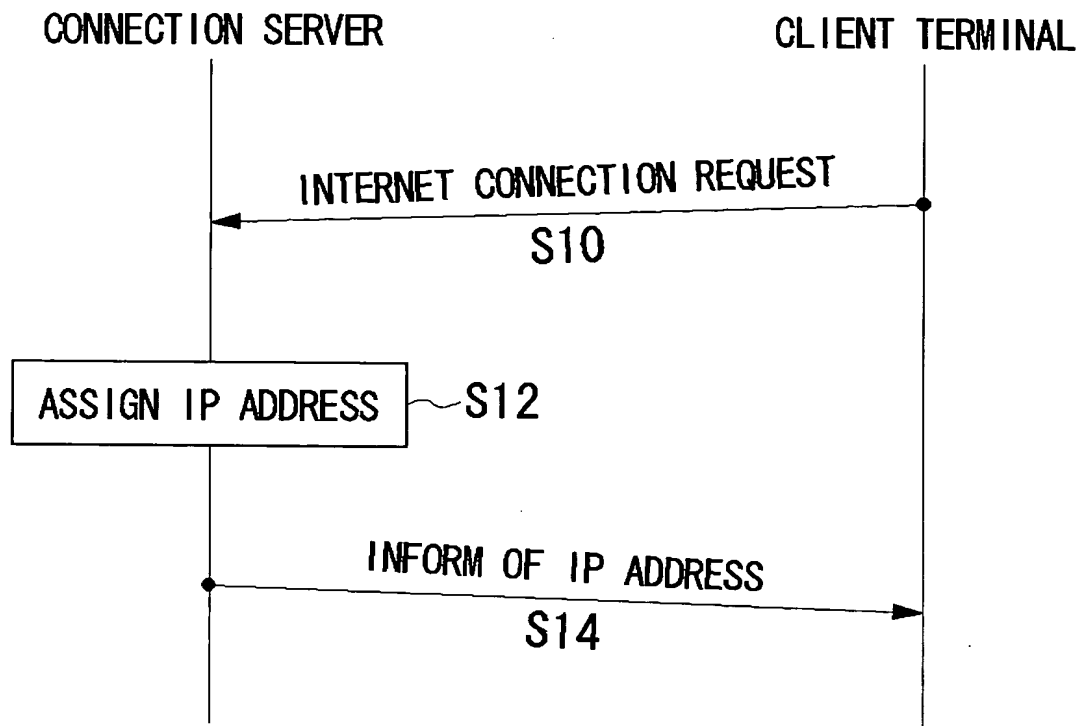 CONNECTION SERVER
CLIENT TERMINAL
INTERNET CONNECTION REQUEST
S10
ASSIGN IP ADDRESS
S12
INFORM OF IP ADDRESS
S14